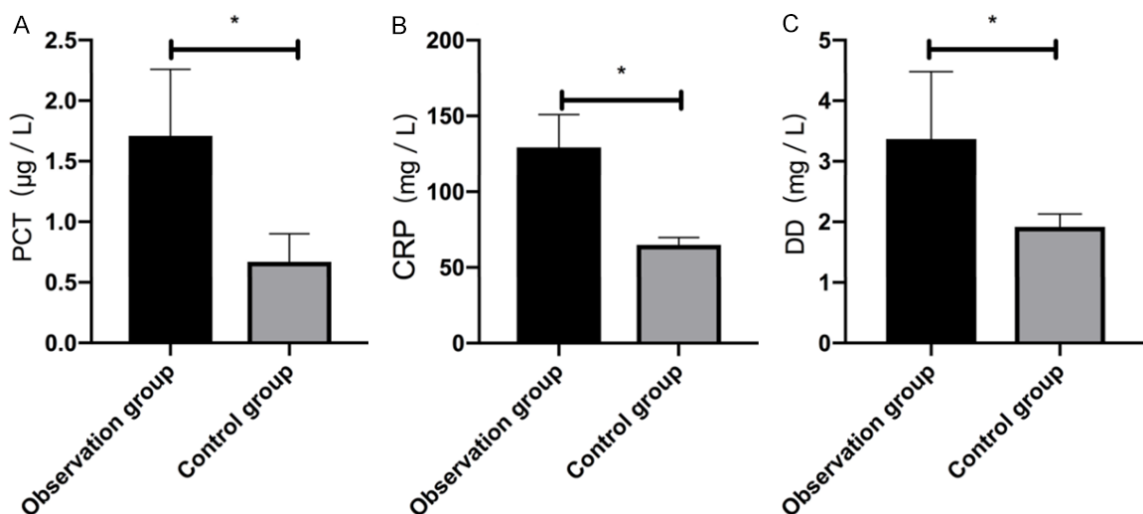 A
*
PCT (μg / L)
2.5
2.0
1.5
1.0
0.5
0.0
Observation group
Control group
B
*
CRP (mg / L)
200
150
100
50
0
Observation group
Control group
C
*
DD (mg / L)
5
4
3
2
1
0
Observation group
Control group